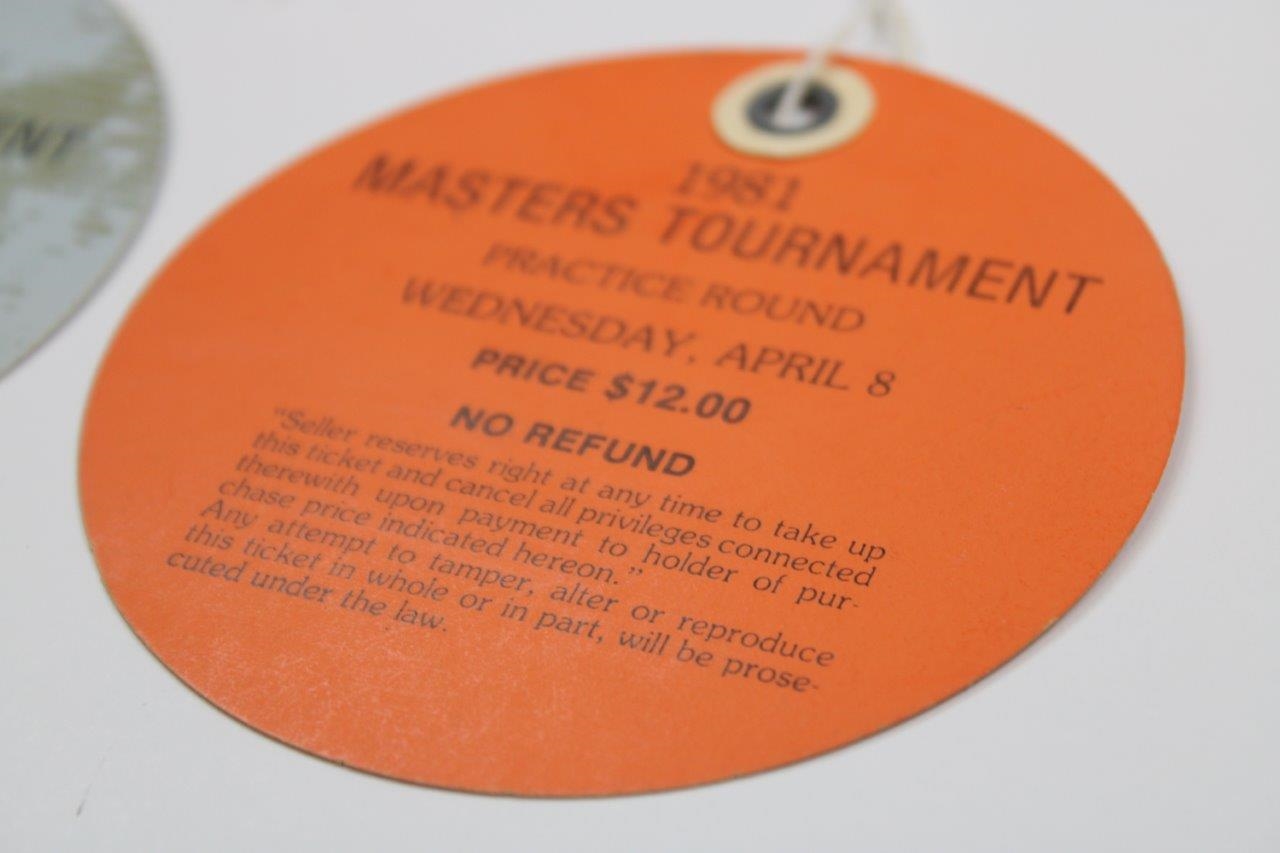 1981
MASTERS TOURNAMENT
PRACTICE ROUND
WEDNESDAY, APRIL 8
PRICE $12.00
NO REFUND
"Seller reserves right at any time to take up
this ticket and cancel all privileges connected
therewith upon payment to holder of pur-
chase price indicated hereon."
Any attempt to tamper, alter or reproduce
this ticket in whole or in part, will be prose-
cuted under the law.